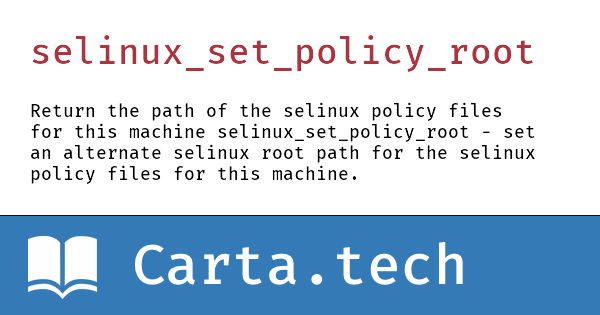 selinux_set_policy_root
Return the path of the selinux policy files
for this machine selinux_set_policy_root - set
an alternate selinux root path for the selinux
policy files for this machine.
Carta.tech